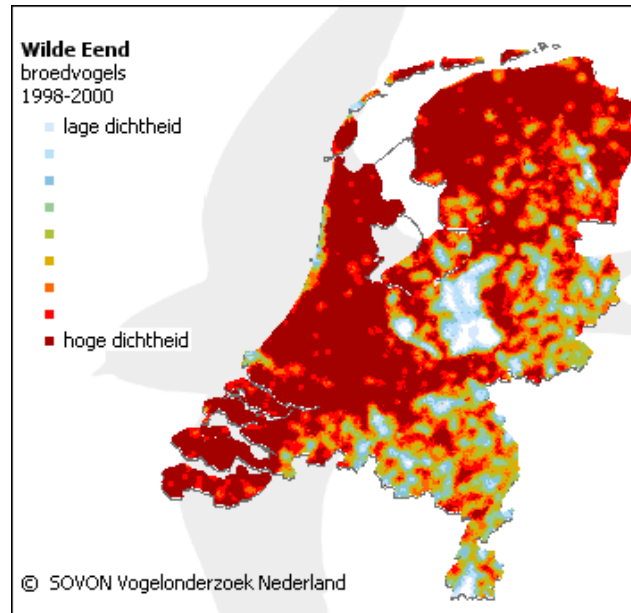 Wilde Eend
broedvogels
1998-2000
lage dichtheid
hoge dichtheid
© SOVON Vogelonderzoek Nederland